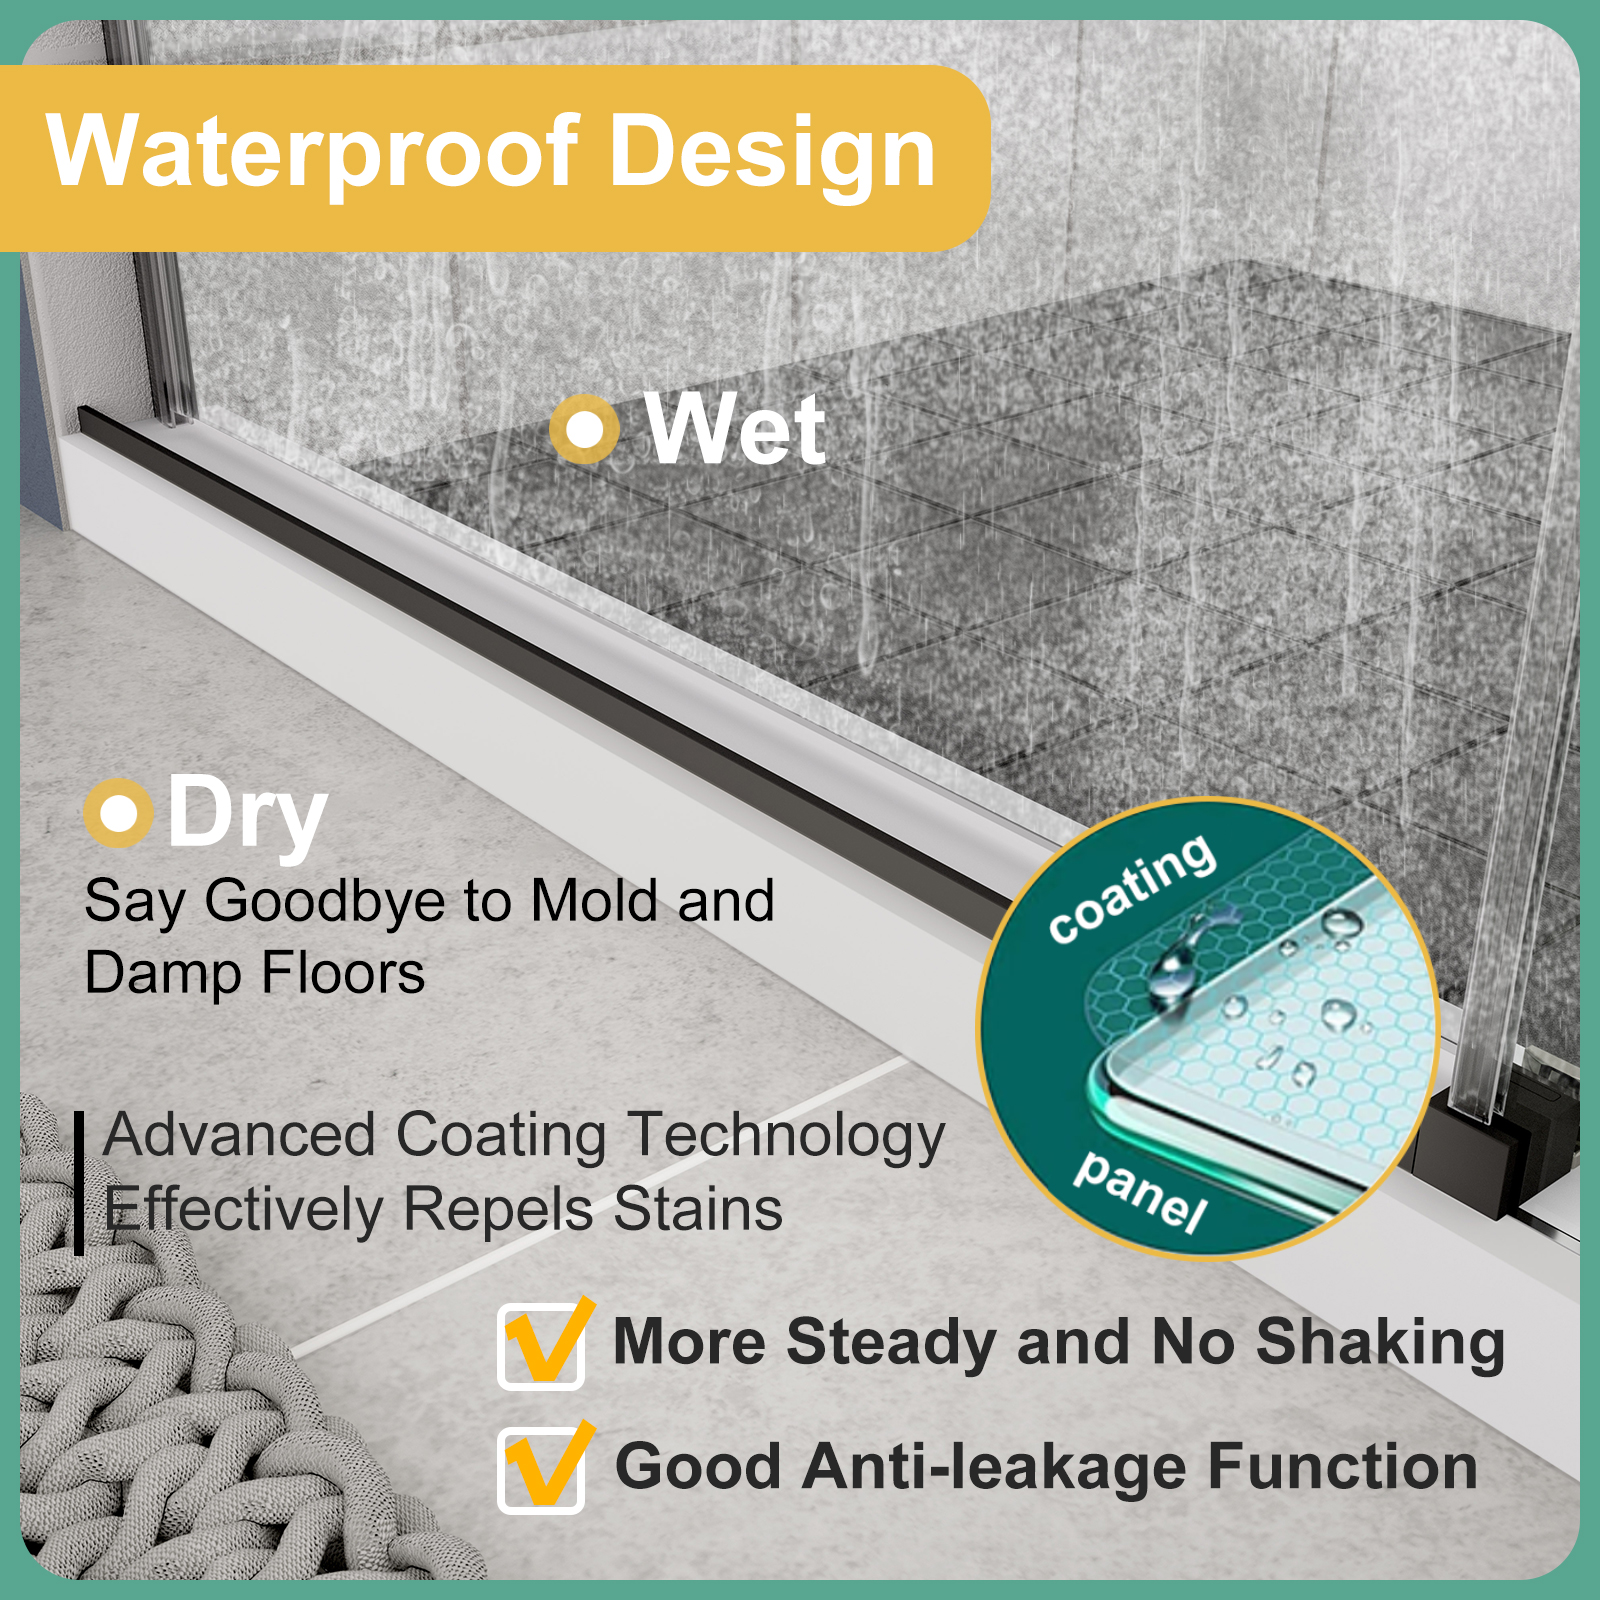 Waterproof Design
Wet
Dry
Say Goodbye to Mold and
Damp Floors
coating
panel
Advanced Coating Technology
Effectively Repels Stains
More Steady and No Shaking
Good Anti-leakage Function